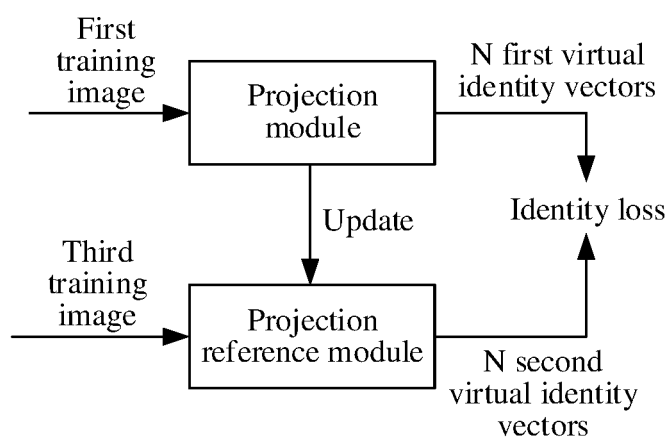 First
training
image
Projection
module
N first virtual
identity vectors
Update
Identity loss
Third
training
image
Projection
reference module
N second
virtual identity
vectors